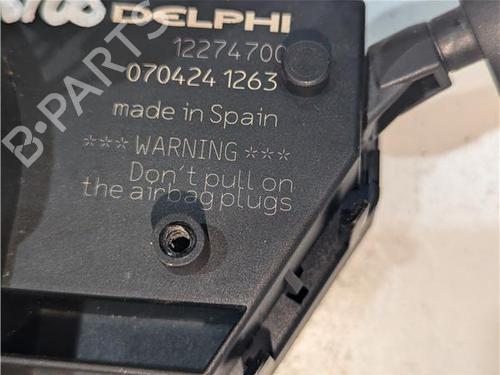 DELPHI
12274700
070424 1263
made in Spain
*** WARNING ***
Don't pull on
the airbag plugs
B-PARTS